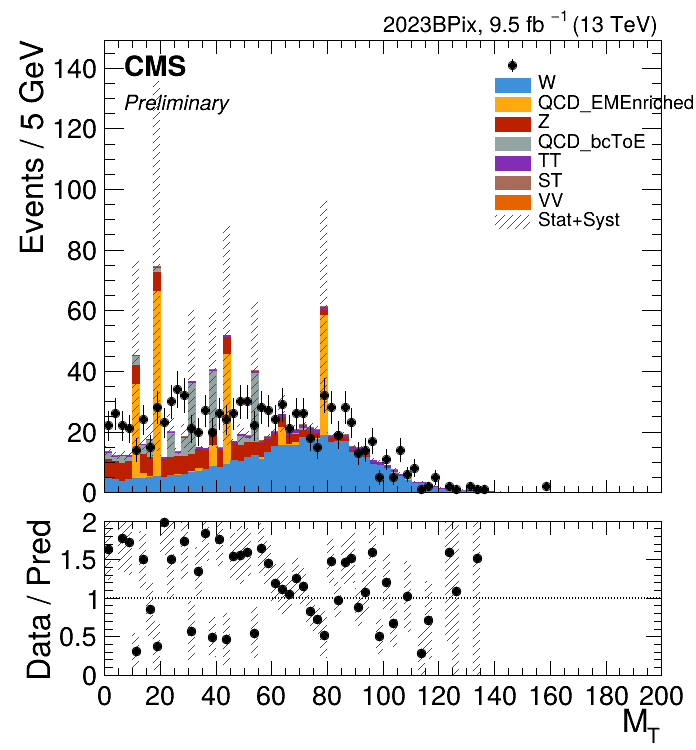 2023BPix, 9.5 fb ⁻¹ (13 TeV)
CMS
Preliminary
Events / 5 GeV
140
120
100
80
60
40
20
0
W
QCD_EMEnriched
Z
QCD_bcToE
TT
ST
VV
Stat+Syst
Data / Pred
2
1.5
1
0.5
0
0 20 40 60 80 100 120 140 160 180 200
M_T